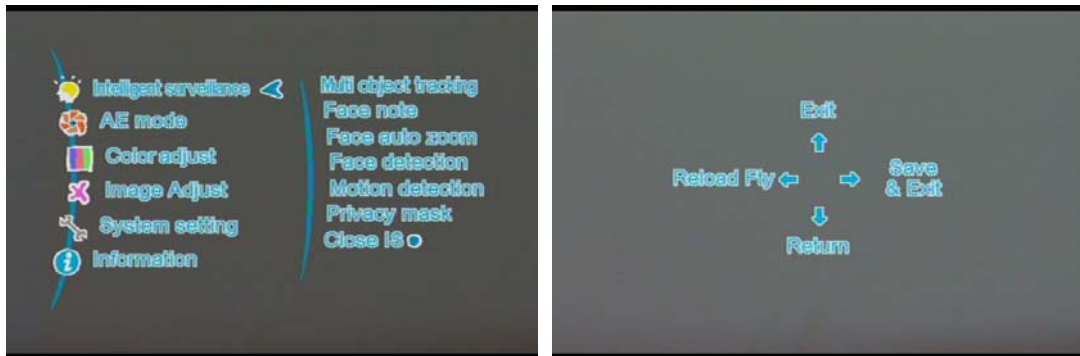 Intelligent surveillance
AE mode
Color adjust
Image Adjust
System setting
Information
Multi object tracking
Face note
Face auto zoom
Face detection
Motion detection
Privacy mask
Close IS
Exit
Reload Fty
Save
& Exit
Return